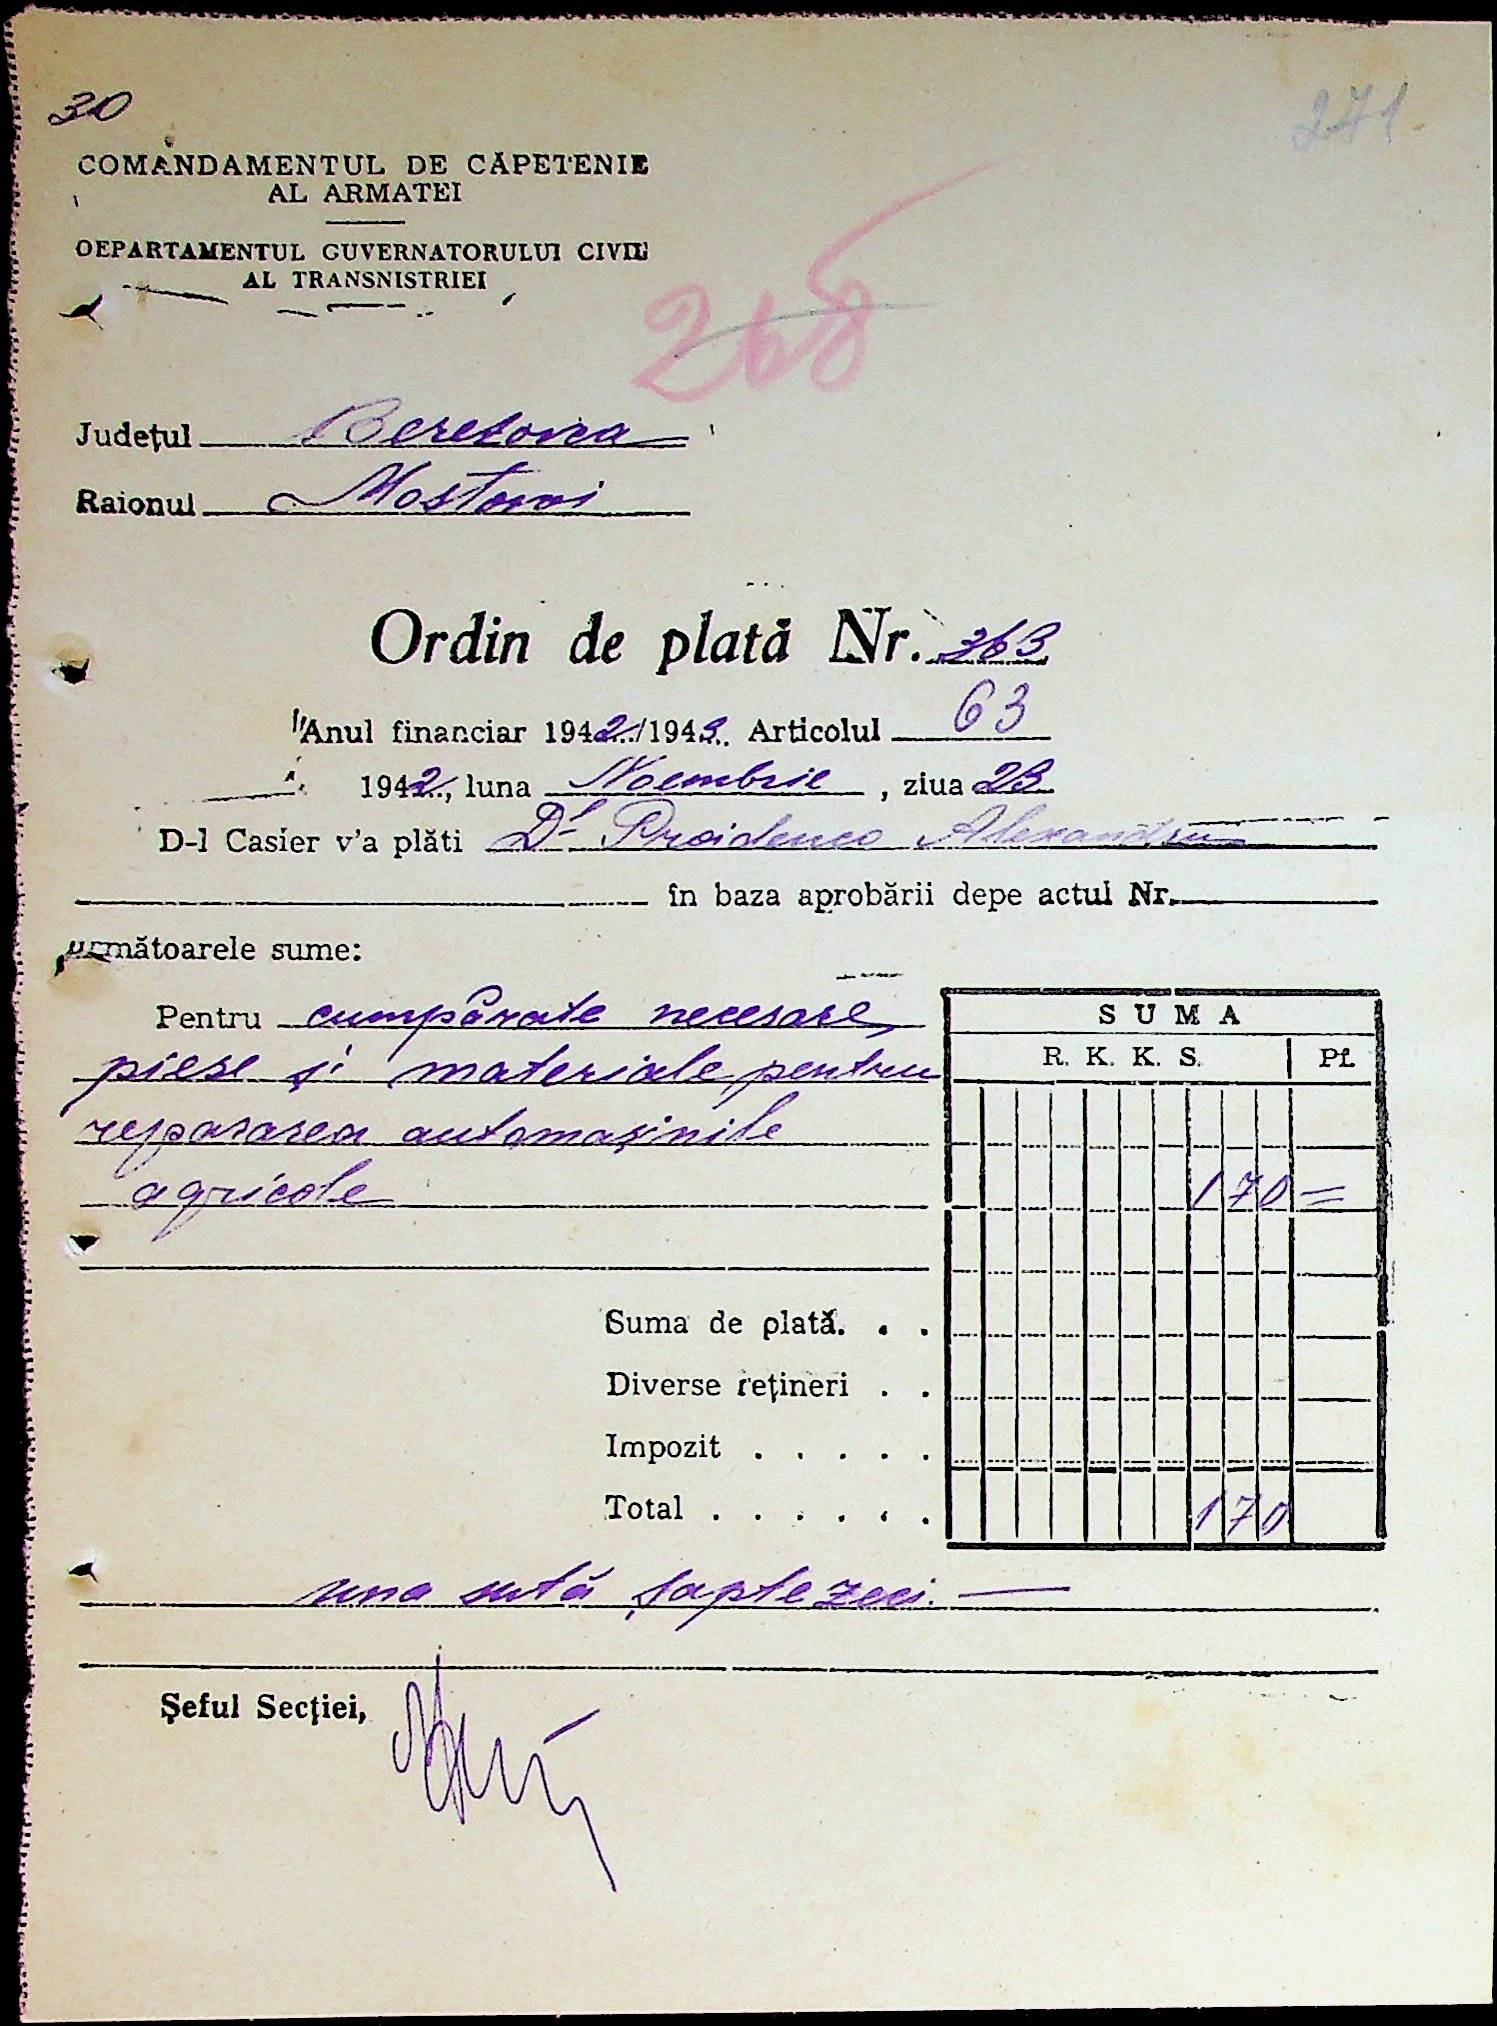 30
271
COMANDAMENTUL DE CĂPETENIE
AL ARMATEI
DEPARTAMENTUL GUVERNATORULUI CIVIL
AL TRANSNISTRIEI
268
Județul Beresovca
Raionul Mostovoi
Ordin de plată Nr. 263
Anul financiar 1942/1943. Articolul 63
1942, luna Noembrie, ziua 23
D-l Casier v'a plăti Dl Proidenco Alexandru
în baza aprobării depe actul Nr.
următoarele sume:
Pentru cumpărate necesare,
piese și materiale pentru
repararea automașinile
agricole
SUMA
R. K. K. S. Pf.
170 =
Suma de plată. . .
Diverse rețineri . .
Impozit . . . . .
Total . . . . . . 170
una sută șaptezeci. —
Șeful Secției,